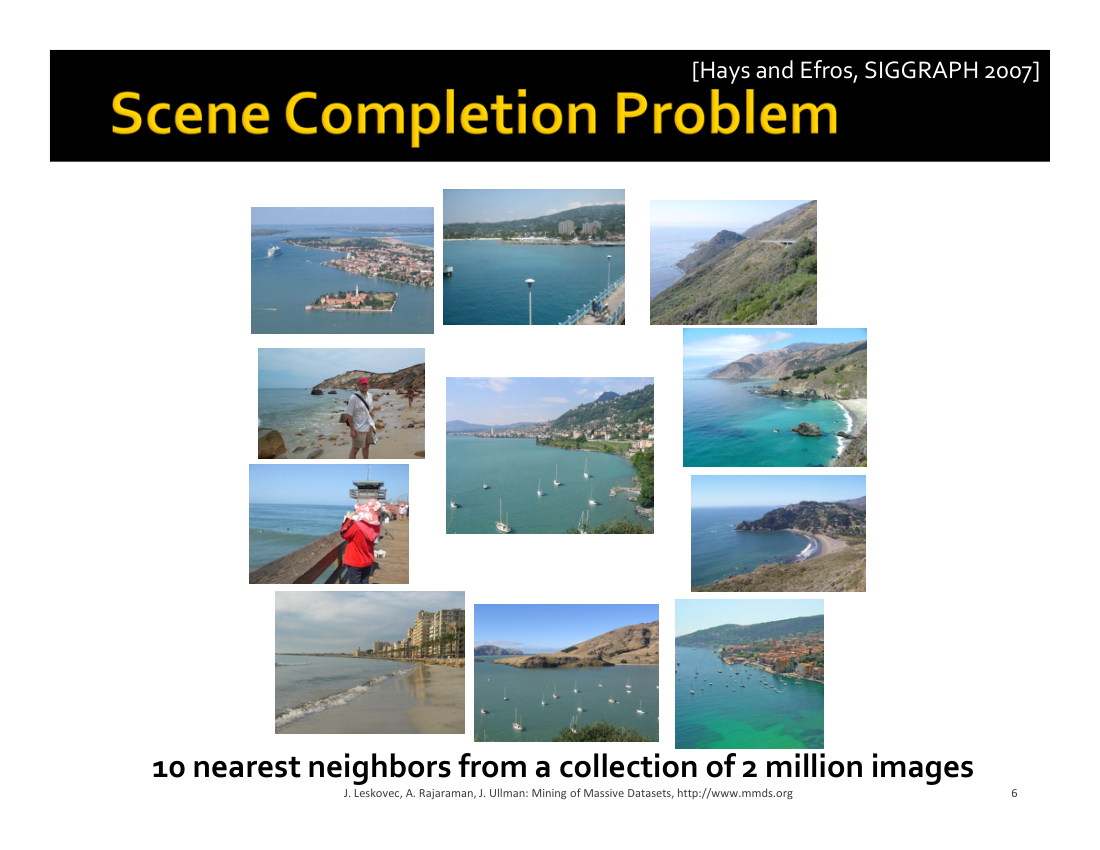 [Hays and Efros, SIGGRAPH 2007]
Scene Completion Problem
10 nearest neighbors from a collection of 2 million images
J. Leskovec, A. Rajaraman, J. Ullman: Mining of Massive Datasets, http://www.mmds.org
6